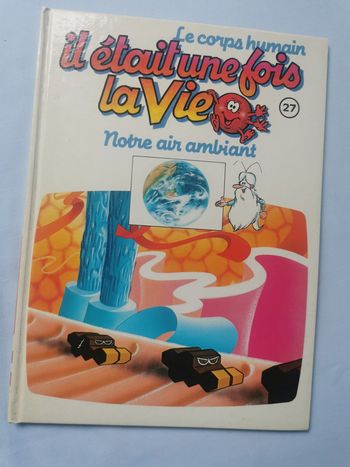 Le corps humain
il était une fois
la Vie
27
Notre air ambiant